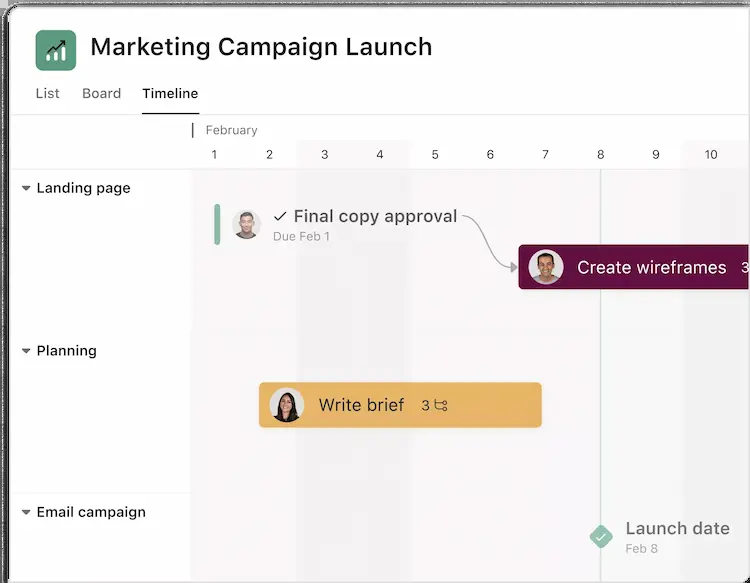 Marketing Campaign Launch
List Board Timeline
February
1 2 3 4 5 6 7 8 9 10
Landing page
Final copy approval
Due Feb 1
Create wireframes 3
Planning
Write brief 3
Email campaign
Launch date
Feb 8